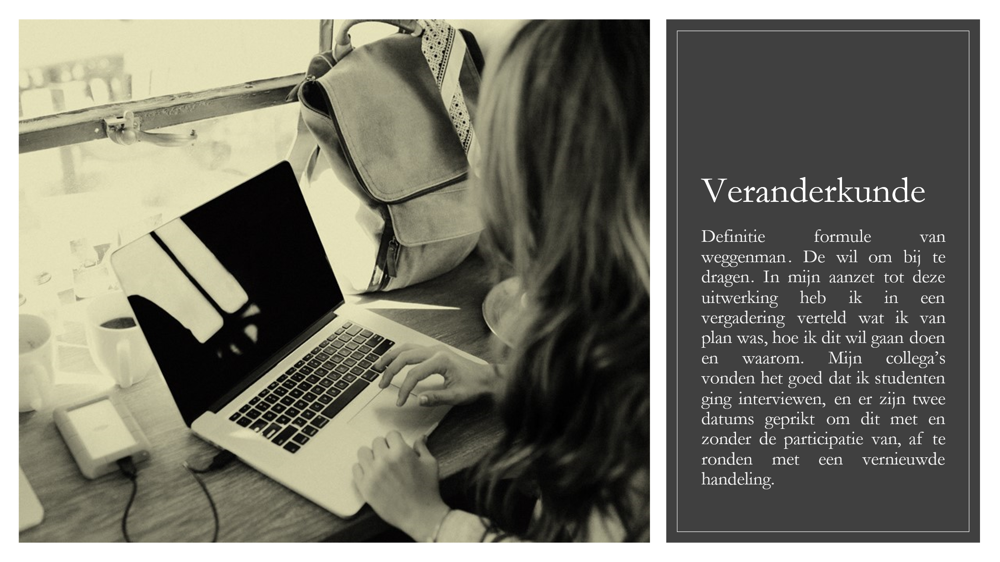 Veranderkunde
Definitie formule van
weggenman. De wil om bij te
dragen. In mijn aanzet tot deze
uitwerking heb ik in een
vergadering verteld wat ik van
plan was, hoe ik dit wil gaan doen
en waarom. Mijn collega’s
vonden het goed dat ik studenten
ging interviewen, en er zijn twee
datums geprikt om dit met en
zonder de participatie van, af te
ronden met een vernieuwde
handeling.